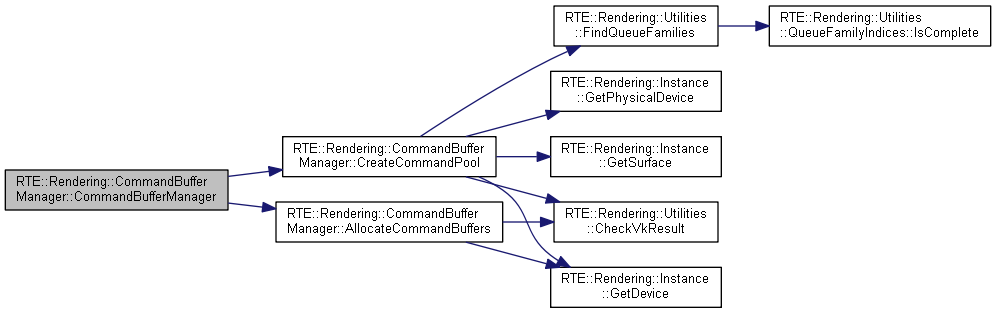 RTE::Rendering::Utilities
::FindQueueFamilies
RTE::Rendering::Utilities
::QueueFamilyIndices::IsComplete
RTE::Rendering::Instance
::GetPhysicalDevice
RTE::Rendering::CommandBuffer
Manager::CreateCommandPool
RTE::Rendering::Instance
::GetSurface
RTE::Rendering::CommandBuffer
Manager::CommandBufferManager
RTE::Rendering::CommandBuffer
Manager::AllocateCommandBuffers
RTE::Rendering::Utilities
::CheckVkResult
RTE::Rendering::Instance
::GetDevice